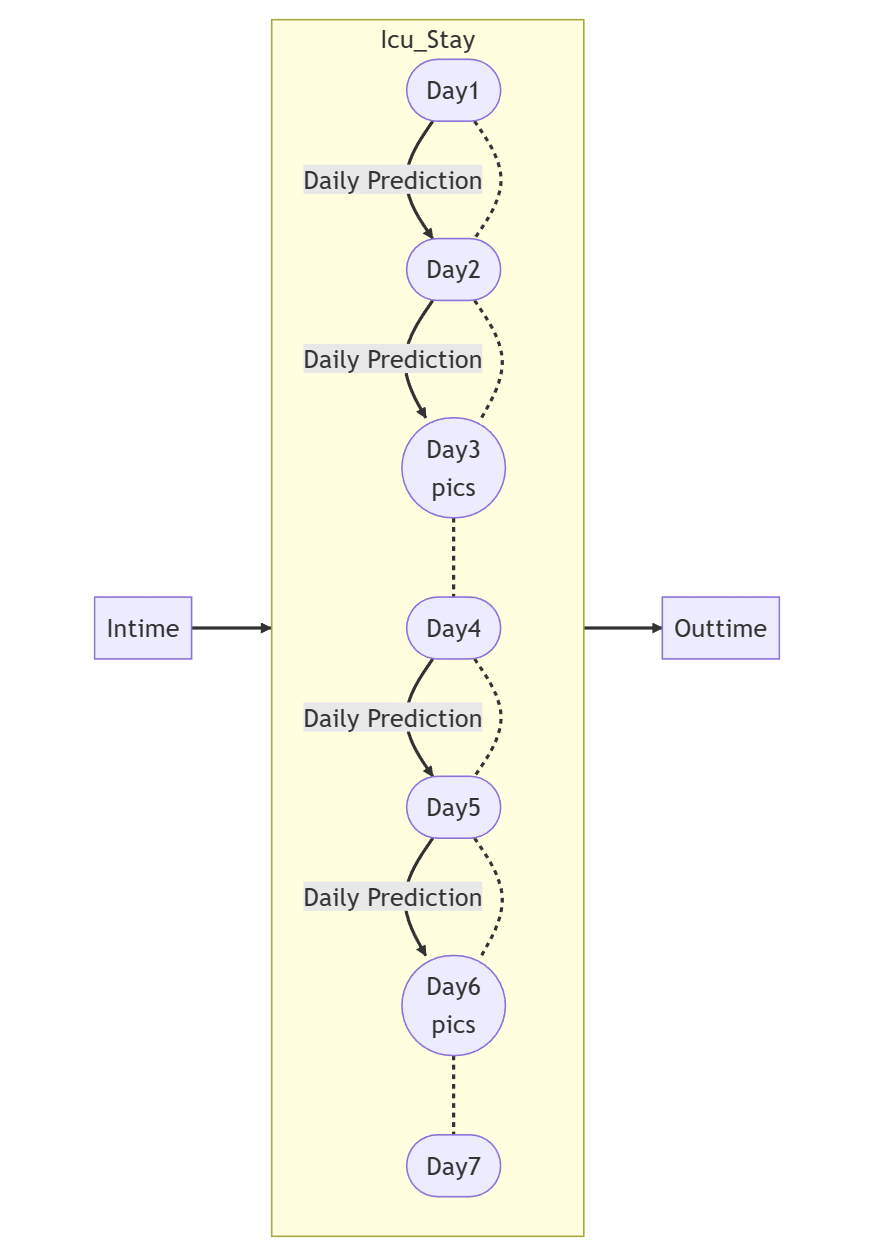 Icu_Stay
Day1
Daily Prediction
Day2
Daily Prediction
Day3
pics
Intime
Day4
Outtime
Daily Prediction
Day5
Daily Prediction
Day6
pics
Day7